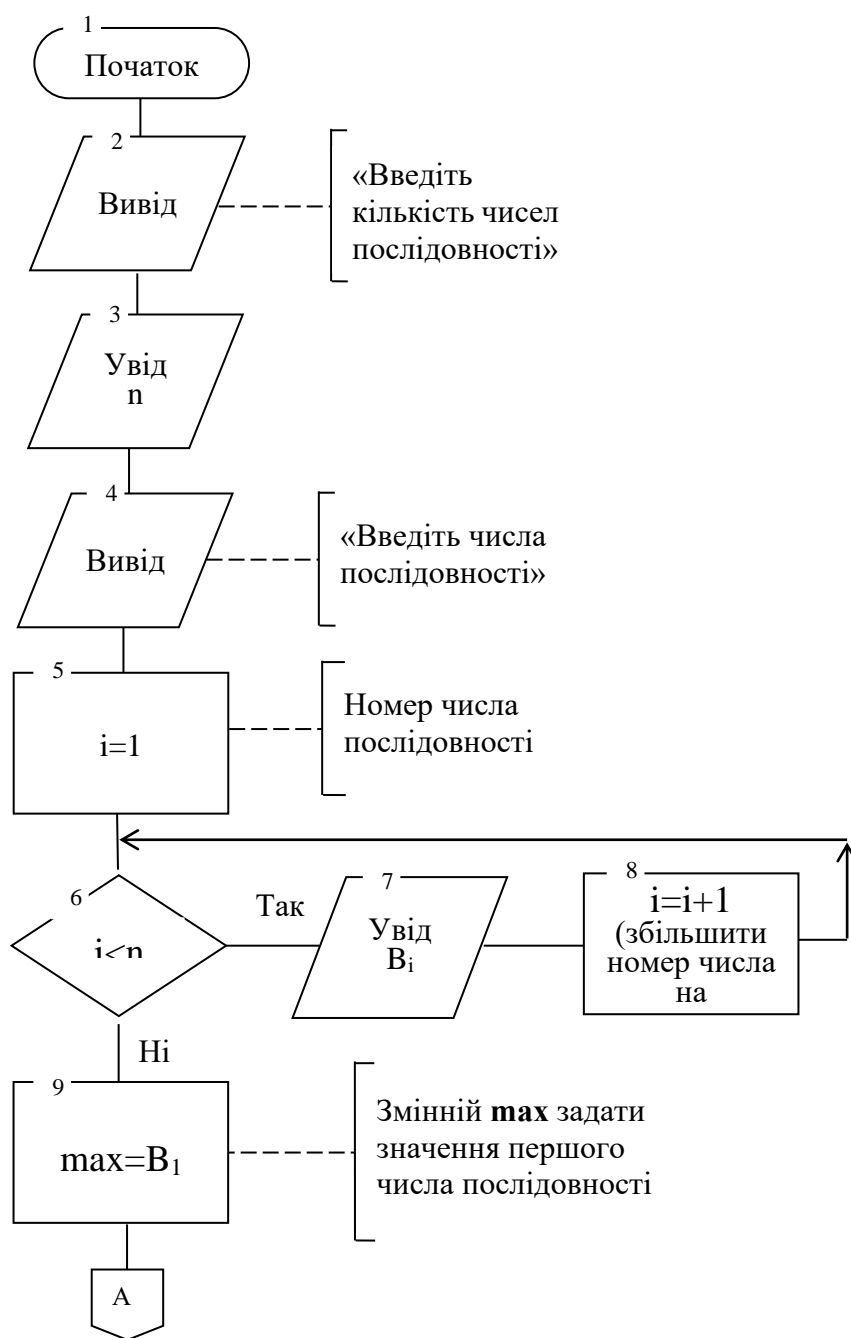 1
Початок
2
Вивід
«Введіть
кількість чисел
послідовності»
3
Увід
n
4
Вивід
«Введіть числа
послідовності»
5
i=1
Номер числа
послідовності
6
Так
7
Увід
Bᵢ
8
i=i+1
(збільшити
номер числа
на
Ні
9
max=B₁
Змінній max задати
значення першого
числа послідовності
А